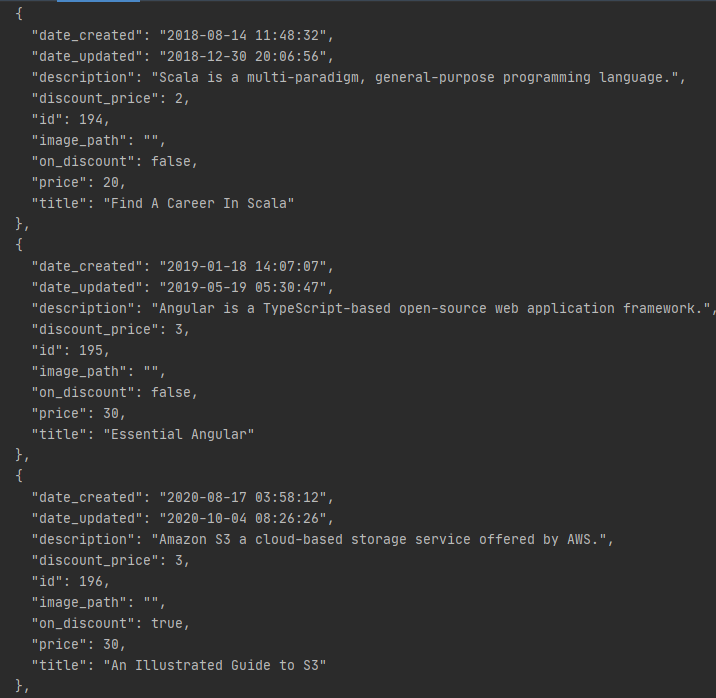 {
"date_created": "2018-08-14 11:48:32",
"date_updated": "2018-12-30 20:06:56",
"description": "Scala is a multi-paradigm, general-purpose programming language.",
"discount_price": 2,
"id": 194,
"image_path": "",
"on_discount": false,
"price": 20,
"title": "Find A Career In Scala"
},
{
"date_created": "2019-01-18 14:07:07",
"date_updated": "2019-05-19 05:30:47",
"description": "Angular is a TypeScript-based open-source web application framework.",
"discount_price": 3,
"id": 195,
"image_path": "",
"on_discount": false,
"price": 30,
"title": "Essential Angular"
},
{
"date_created": "2020-08-17 03:58:12",
"date_updated": "2020-10-04 08:26:26",
"description": "Amazon S3 a cloud-based storage service offered by AWS.",
"discount_price": 3,
"id": 196,
"image_path": "",
"on_discount": true,
"price": 30,
"title": "An Illustrated Guide to S3"
},